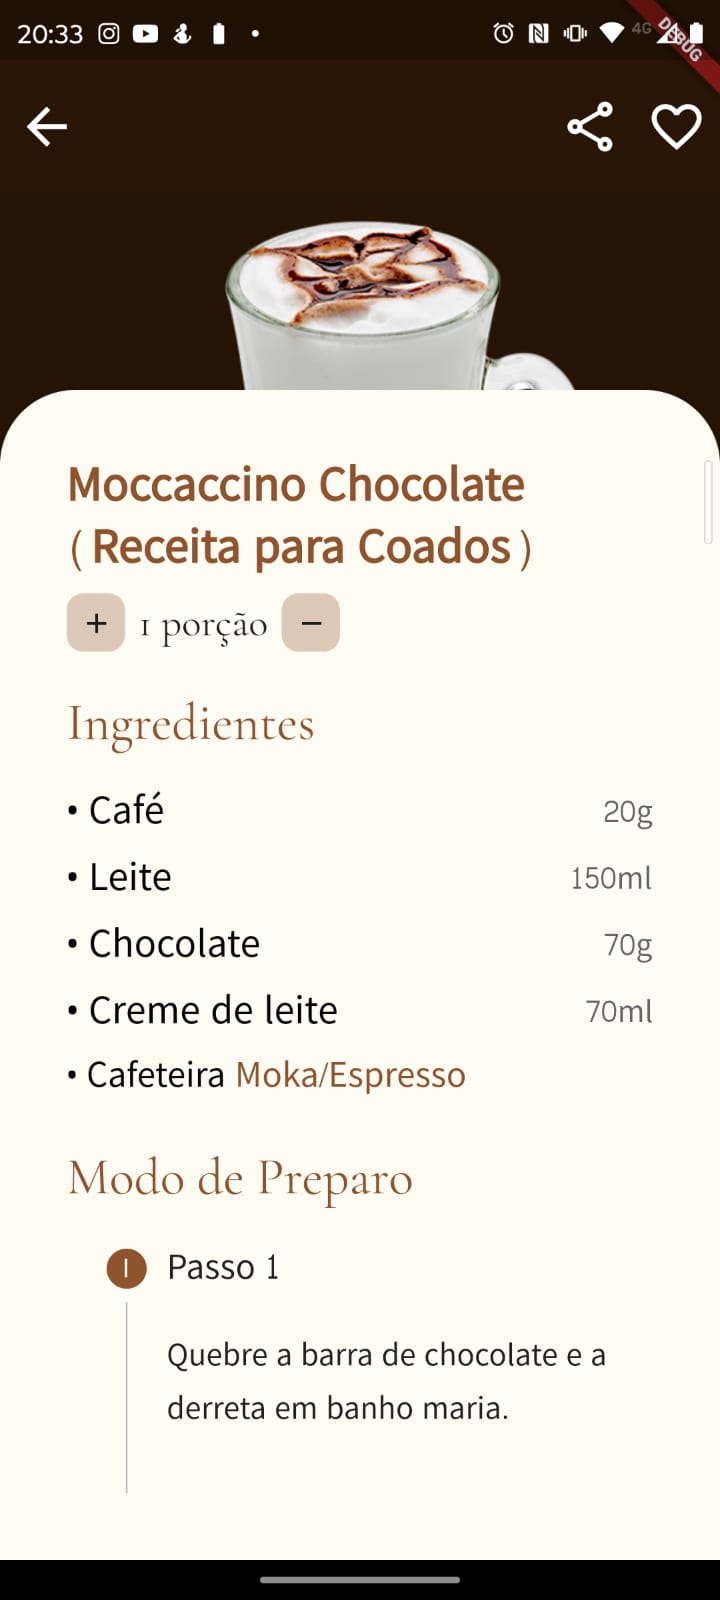 20:33
4G
DEBUG
Moccaccino Chocolate
( Receita para Coados )
+ 1 porção −
Ingredientes
• Café 20g
• Leite 150ml
• Chocolate 70g
• Creme de leite 70ml
• Cafeteira Moka/Espresso
Modo de Preparo
I Passo 1
Quebre a barra de chocolate e a
derreta em banho maria.